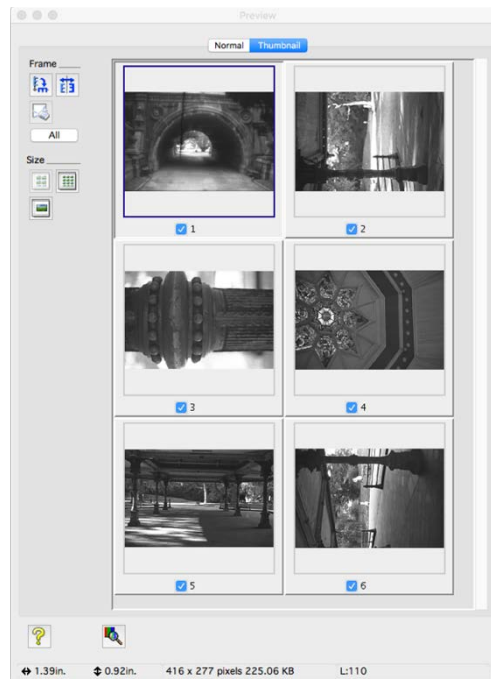 Preview
Normal Thumbnail
Frame
All
Size
1
2
3
4
5
6
1.39in. 0.92in. 416 x 277 pixels 225.06 KB L:110